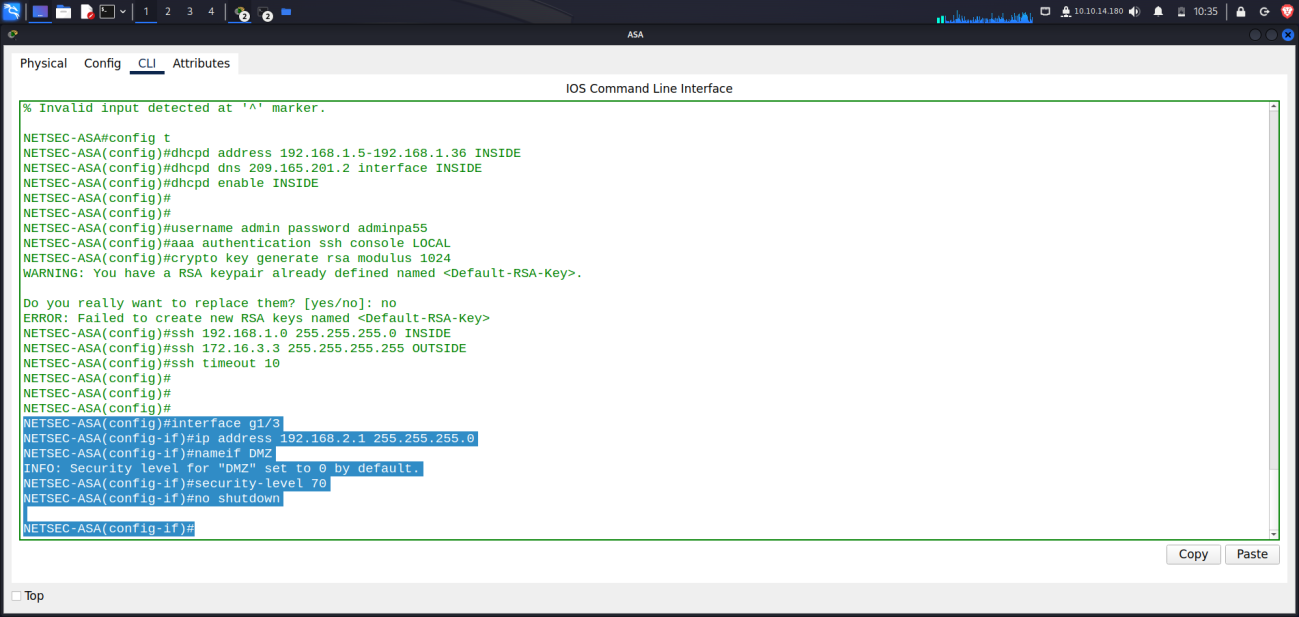 1 2 3 4
2
2
10.10.14.180
10:35
ASA
Physical Config CLI Attributes
IOS Command Line Interface
% Invalid input detected at '^' marker.
NETSEC-ASA#config t
NETSEC-ASA(config)#dhcpd address 192.168.1.5-192.168.1.36 INSIDE
NETSEC-ASA(config)#dhcpd dns 209.165.201.2 interface INSIDE
NETSEC-ASA(config)#dhcpd enable INSIDE
NETSEC-ASA(config)#
NETSEC-ASA(config)#
NETSEC-ASA(config)#username admin password adminpa55
NETSEC-ASA(config)#aaa authentication ssh console LOCAL
NETSEC-ASA(config)#crypto key generate rsa modulus 1024
WARNING: You have a RSA keypair already defined named <Default-RSA-Key>.
Do you really want to replace them? [yes/no]: no
ERROR: Failed to create new RSA keys named <Default-RSA-Key>
NETSEC-ASA(config)#ssh 192.168.1.0 255.255.255.0 INSIDE
NETSEC-ASA(config)#ssh 172.16.3.3 255.255.255.255 OUTSIDE
NETSEC-ASA(config)#ssh timeout 10
NETSEC-ASA(config)#
NETSEC-ASA(config)#
NETSEC-ASA(config)#
NETSEC-ASA(config)#interface g1/3
NETSEC-ASA(config-if)#ip address 192.168.2.1 255.255.255.0
NETSEC-ASA(config-if)#nameif DMZ
INFO: Security level for "DMZ" set to 0 by default.
NETSEC-ASA(config-if)#security-level 70
NETSEC-ASA(config-if)#no shutdown
NETSEC-ASA(config-if)#
Copy Paste
Top